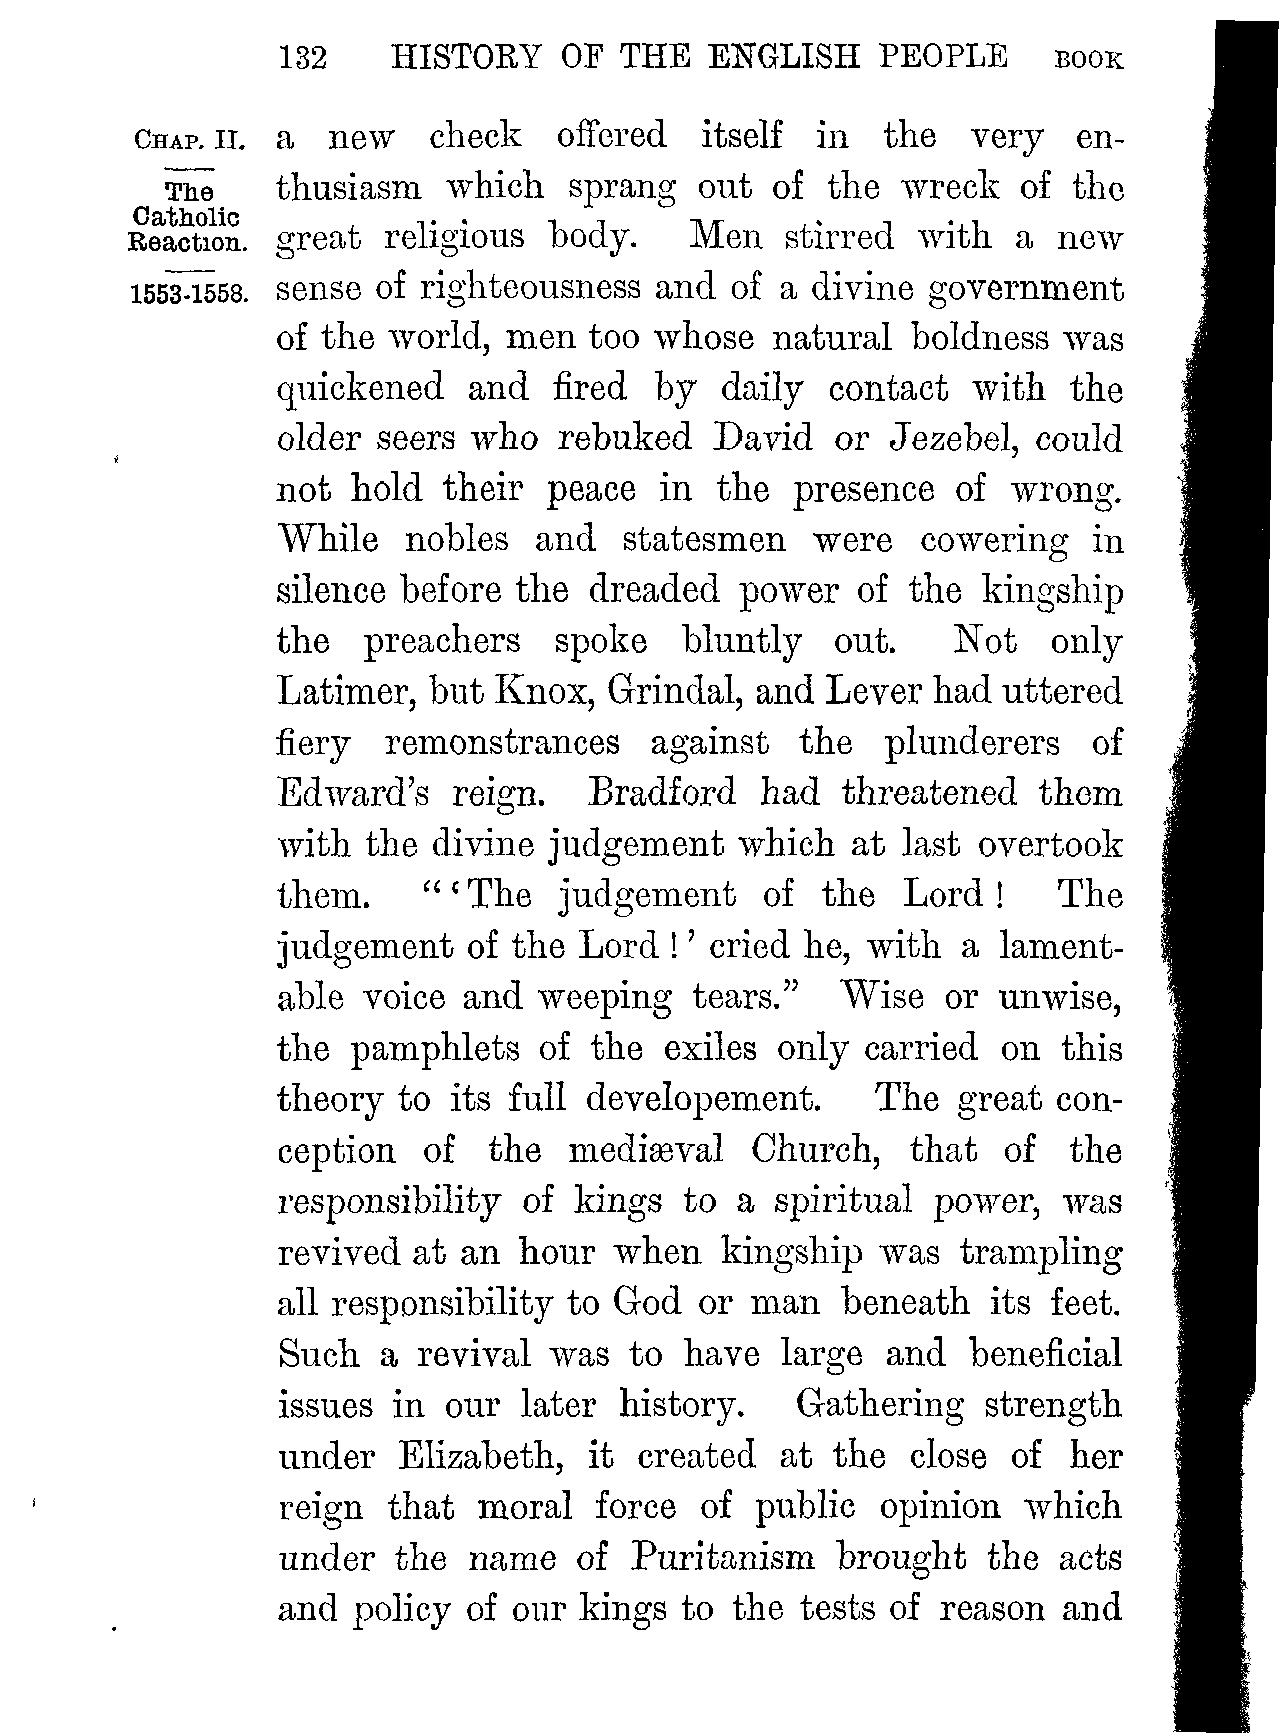 132 HISTORY OF THE ENGLISH PEOPLE BOOK
CHAP. II.
The
Catholic
Reaction.
1553-1558.
a new check offered itself in the very en-
thusiasm which sprang out of the wreck of the
great religious body. Men stirred with a new
sense of righteousness and of a divine government
of the world, men too whose natural boldness was
quickened and fired by daily contact with the
older seers who rebuked David or Jezebel, could
not hold their peace in the presence of wrong.
While nobles and statesmen were cowering in
silence before the dreaded power of the kingship
the preachers spoke bluntly out. Not only
Latimer, but Knox, Grindal, and Lever had uttered
fiery remonstrances against the plunderers of
Edward's reign. Bradford had threatened them
with the divine judgement which at last overtook
them. “‘The judgement of the Lord! The
judgement of the Lord!’ cried he, with a lament-
able voice and weeping tears.” Wise or unwise,
the pamphlets of the exiles only carried on this
theory to its full developement. The great con-
ception of the mediæval Church, that of the
responsibility of kings to a spiritual power, was
revived at an hour when kingship was trampling
all responsibility to God or man beneath its feet.
Such a revival was to have large and beneficial
issues in our later history. Gathering strength
under Elizabeth, it created at the close of her
reign that moral force of public opinion which
under the name of Puritanism brought the acts
and policy of our kings to the tests of reason and